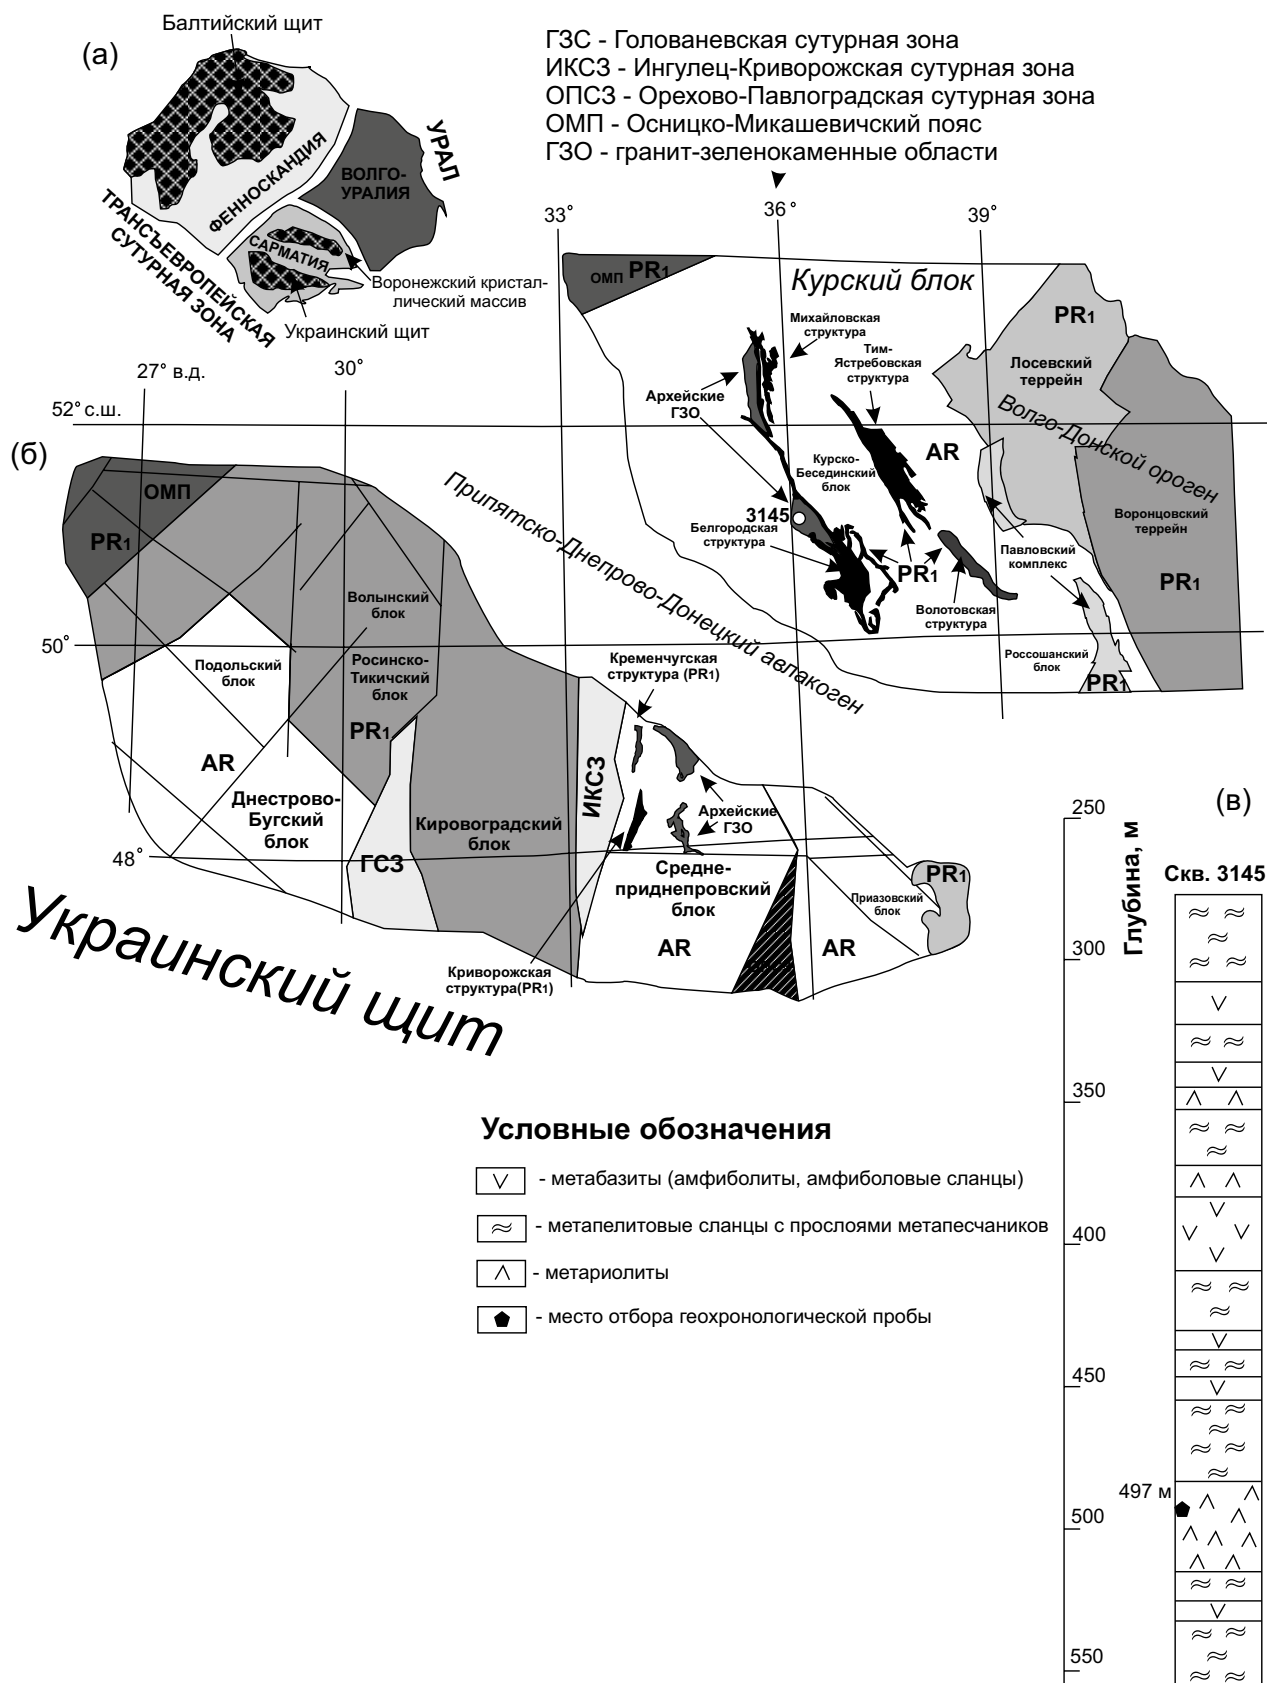 Балтийский щит
(а)
ФЕННОСКАНДИЯ
ВОЛГО-
УРАЛИЯ
УРАЛ
САРМАТИЯ
ТРАНСЪЕВРОПЕЙСКАЯ
СУТУРНАЯ ЗОНА
Воронежский кристал-
лический массив
Украинский щит
ГЗС - Голованевская сутурная зона
ИКСЗ - Ингулец-Криворожская сутурная зона
ОПСЗ - Орехово-Павлоградская сутурная зона
ОМП - Осницко-Микашевичский пояс
ГЗО - гранит-зеленокаменные области
33°
36°
39°
ОМП PR1
Курский блок
Михайловская
структура
Тим-
Ястребовская
структура
Архейские
ГЗО
PR1
Лосевский
террейн
Волго-Донской ороген
AR
Курско-
Бесединский
блок
3145
Белгородская
структура
PR1
Волотовская
структура
Павловский
комплекс
Воронцовский
террейн
PR1
Россошанский
блок
PR1
27° в.д.
30°
52° с.ш.
(б)
ОМП
PR1
Припятско-Днепрово-Донецкий авлакоген
Волынский
блок
50°
Подольский
блок
Росинско-
Тикичский
блок
PR1
AR
Днестрово-
Бугский
блок
48°
ГСЗ
Кировоградский
блок
ИКСЗ
Кременчугская
структура (PR1)
Архейские
ГЗО
Средне-
приднепровский
блок
AR
Криворожская
структура(PR1)
AR
Приазовский
блок
PR1
Украинский щит
(в)
Глубина, м
Скв. 3145
250
300
350
400
450
497 м
500
550
Условные обозначения
- метабазиты (амфиболиты, амфиболовые сланцы)
- метапелитовые сланцы с прослоями метапесчаников
- метариолиты
- место отбора геохронологической пробы